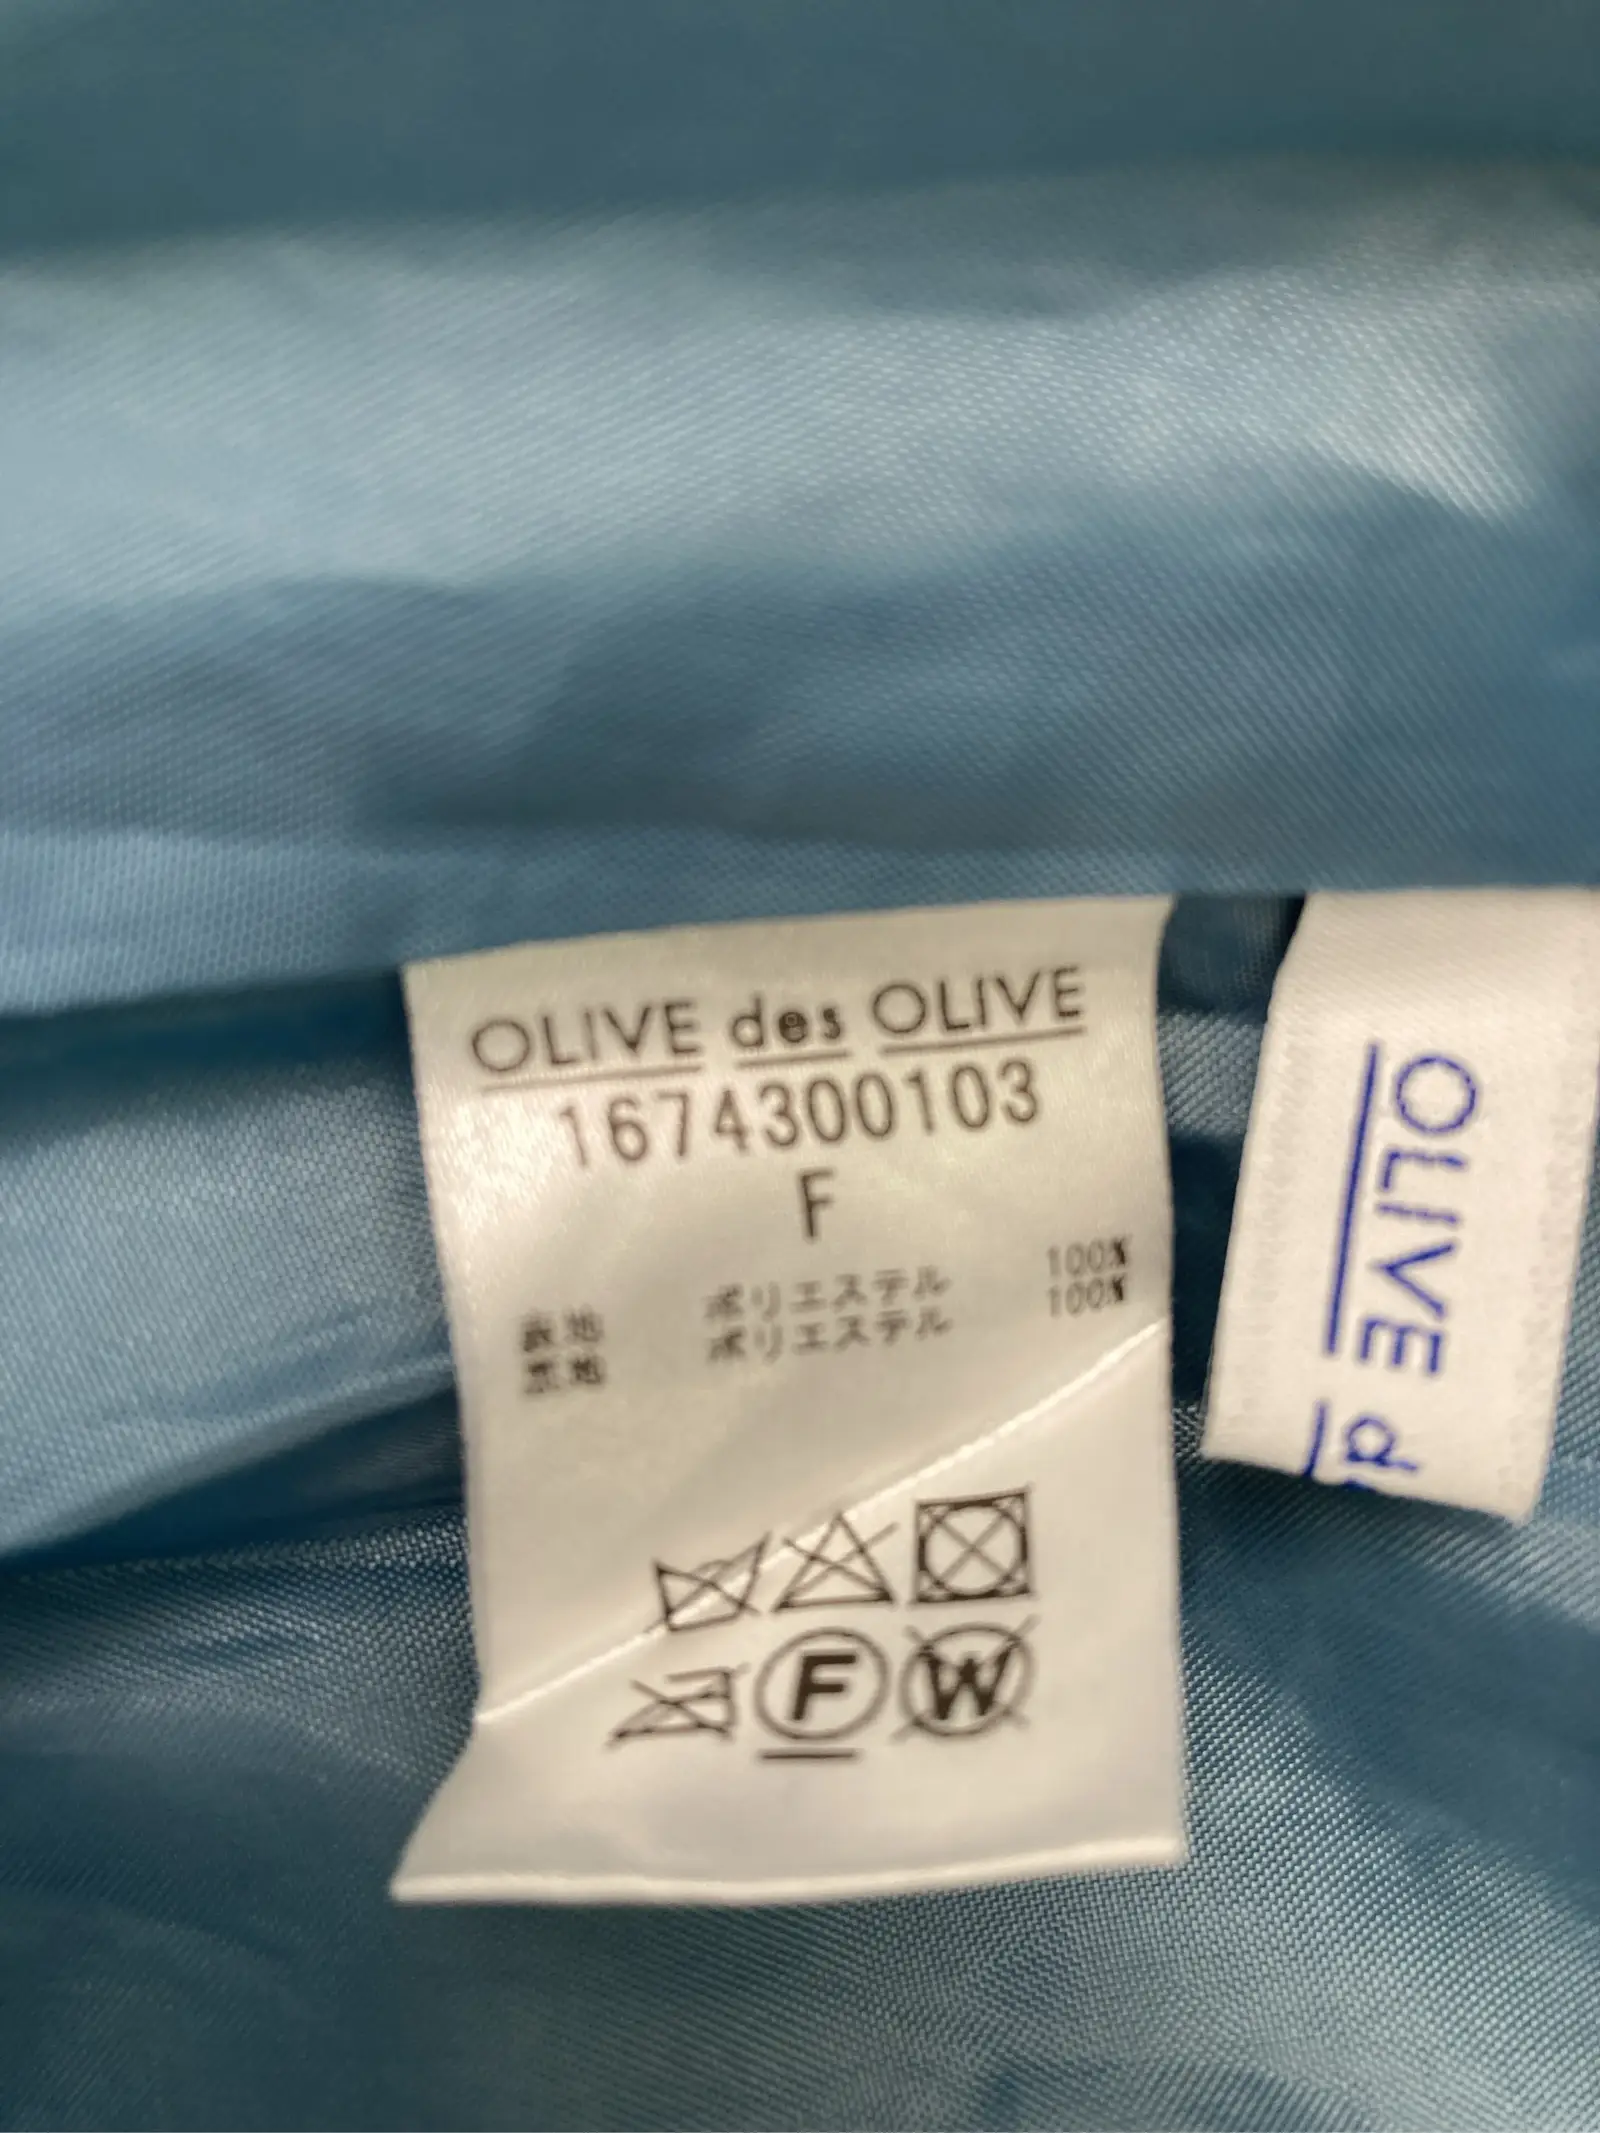 OLIVE des OLIVE
1674300103
F
表地 ポリエステル 100%
裏地 ポリエステル 100%
F
W
OLIVE d